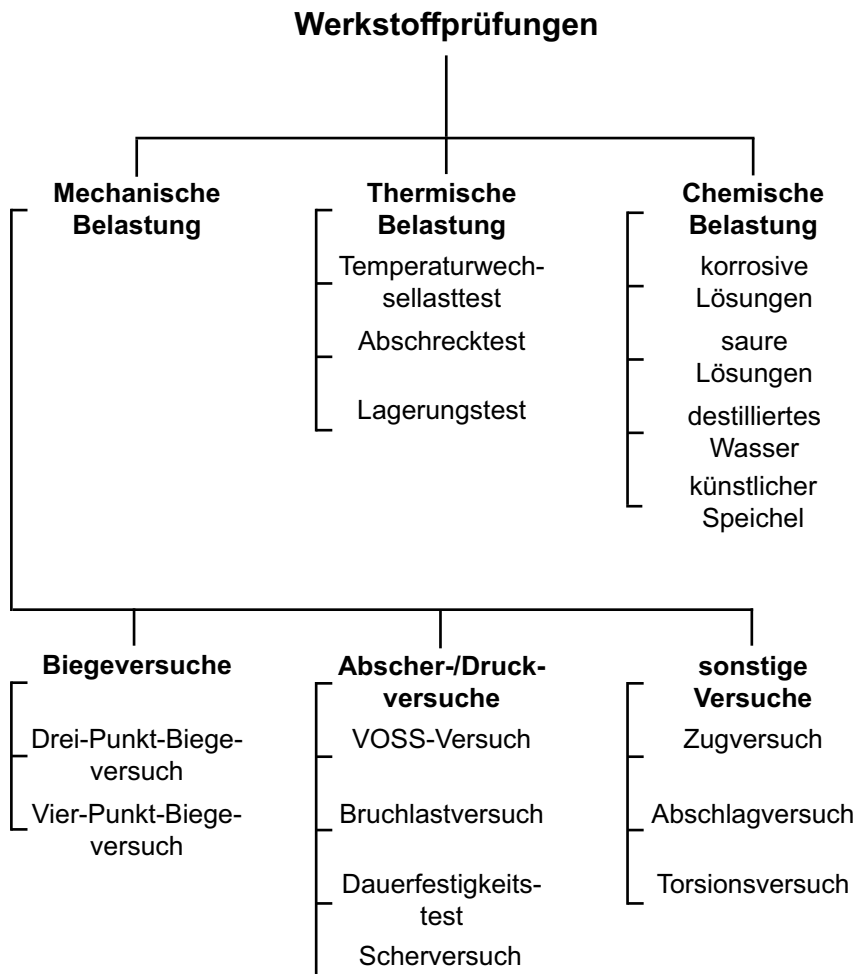 Werkstoffprüfungen
Mechanische
Belastung
Thermische
Belastung
Temperaturwech-
sellasttest
Abschrecktest
Lagerungstest
Chemische
Belastung
korrosive
Lösungen
saure
Lösungen
destilliertes
Wasser
künstlicher
Speichel
Biegeversuche
Drei-Punkt-Biege-
versuch
Vier-Punkt-Biege-
versuch
Abscher-/Druck-
versuche
VOSS-Versuch
Bruchlastversuch
Dauerfestigkeits-
test
Scherversuch
sonstige
Versuche
Zugversuch
Abschlagversuch
Torsionsversuch